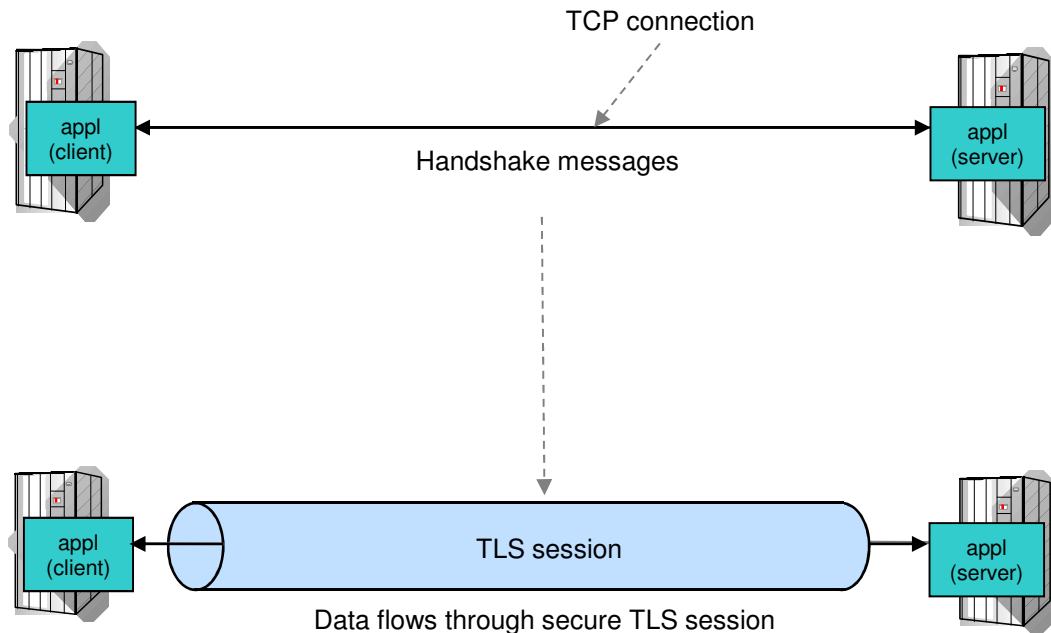 TCP connection
appl
(client)
appl
(server)
Handshake messages
appl
(client)
TLS session
appl
(server)
Data flows through secure TLS session